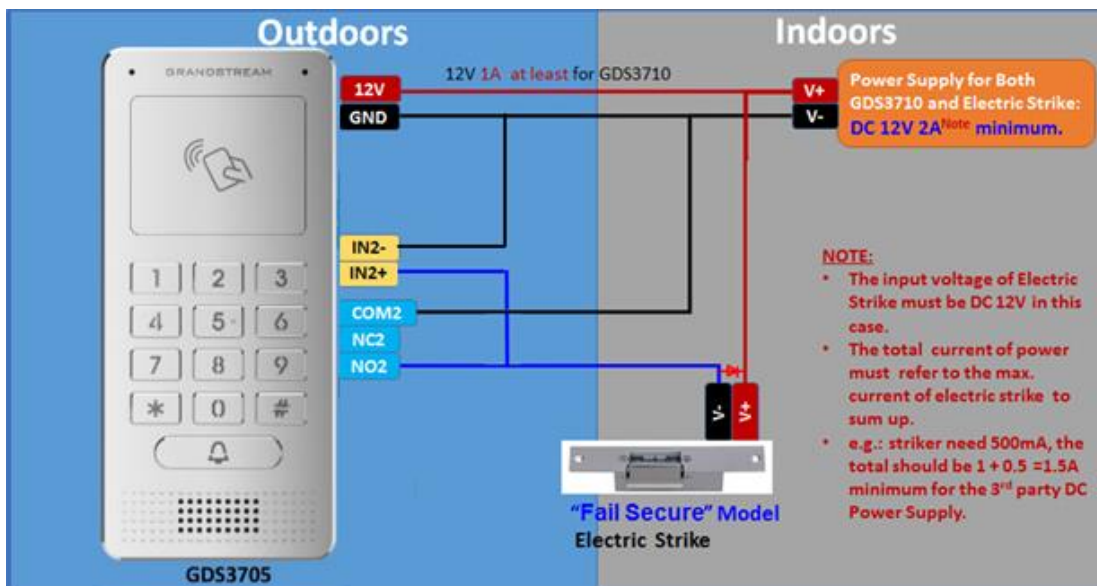 Outdoors
Indoors
GRANDSTREAM
12V
GND
12V 1A at least for GDS3710
V+
V-
Power Supply for Both
GDS3710 and Electric Strike:
DC 12V 2A Note minimum.
IN2-
IN2+
COM2
NC2
NO2
1 2 3
4 5 6
7 8 9
* 0 #
V-
V+
"Fail Secure" Model
Electric Strike
GDS3705
NOTE:
• The input voltage of Electric
Strike must be DC 12V in this
case.
• The total current of power
must refer to the max.
current of electric strike to
sum up.
• e.g.: striker need 500mA, the
total should be 1 + 0.5 =1.5A
minimum for the 3rd party DC
Power Supply.